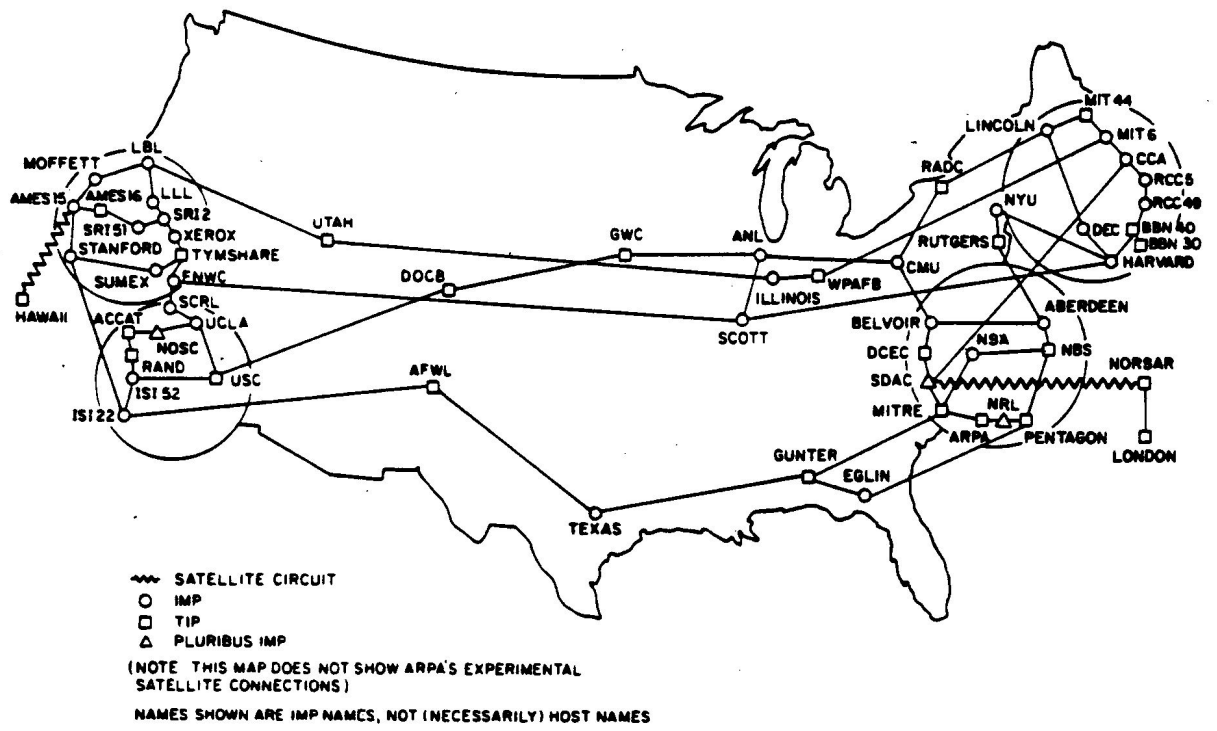 MIT 44
LINCOLN
MIT 6
LBL
MOFFETT
CCA
RADC
RCC 5
AMES 16
LLL
AMES 15
NYU
RCC 49
SRI 2
UTAH
SRI 51
XEROX
GWC
ANL
DEC
BBN 40
STANFORD
TYMSHARE
RUTGERS
BBN 30
DOCB
CMU
HARVARD
SUMEX
FNWC
WPAFB
ILLINOIS
HAWAII
SCRL
ABERDEEN
ACCAT
UCLA
BELVOIR
SCOTT
NSA
NOSC
DCEC
NBS
RAND
AFWL
NORSAR
USC
SDAC
ISI 52
ISI 22
MITRE
NRL
ARPA
PENTAGON
GUNTER
LONDON
EGLIN
TEXAS
SATELLITE CIRCUIT
IMP
TIP
PLURIBUS IMP
(NOTE THIS MAP DOES NOT SHOW ARPA'S EXPERIMENTAL
SATELLITE CONNECTIONS)
NAMES SHOWN ARE IMP NAMES, NOT (NECESSARILY) HOST NAMES